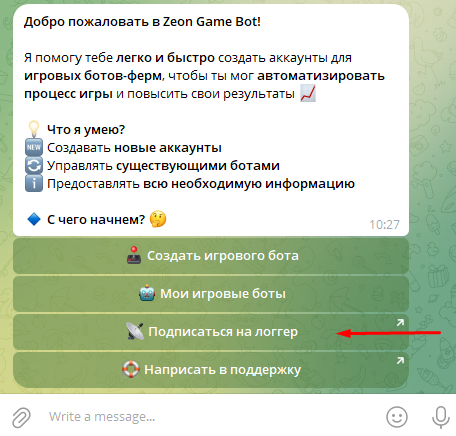 Добро пожаловать в Zeon Game Bot!
Я помогу тебе легко и быстро создать аккаунты для
игровых ботов-ферм, чтобы ты мог автоматизировать
процесс игры и повысить свои результаты 📈
💡 Что я умею?
🆕 Создавать новые аккаунты
🔄 Управлять существующими ботами
ℹ️ Предоставлять всю необходимую информацию
🔹 С чего начнем? 🤔
10:27
🕹 Создать игрового бота
🤖 Мои игровые боты
📡 Подписаться на логгер
🛟 Написать в поддержку
Write a message...